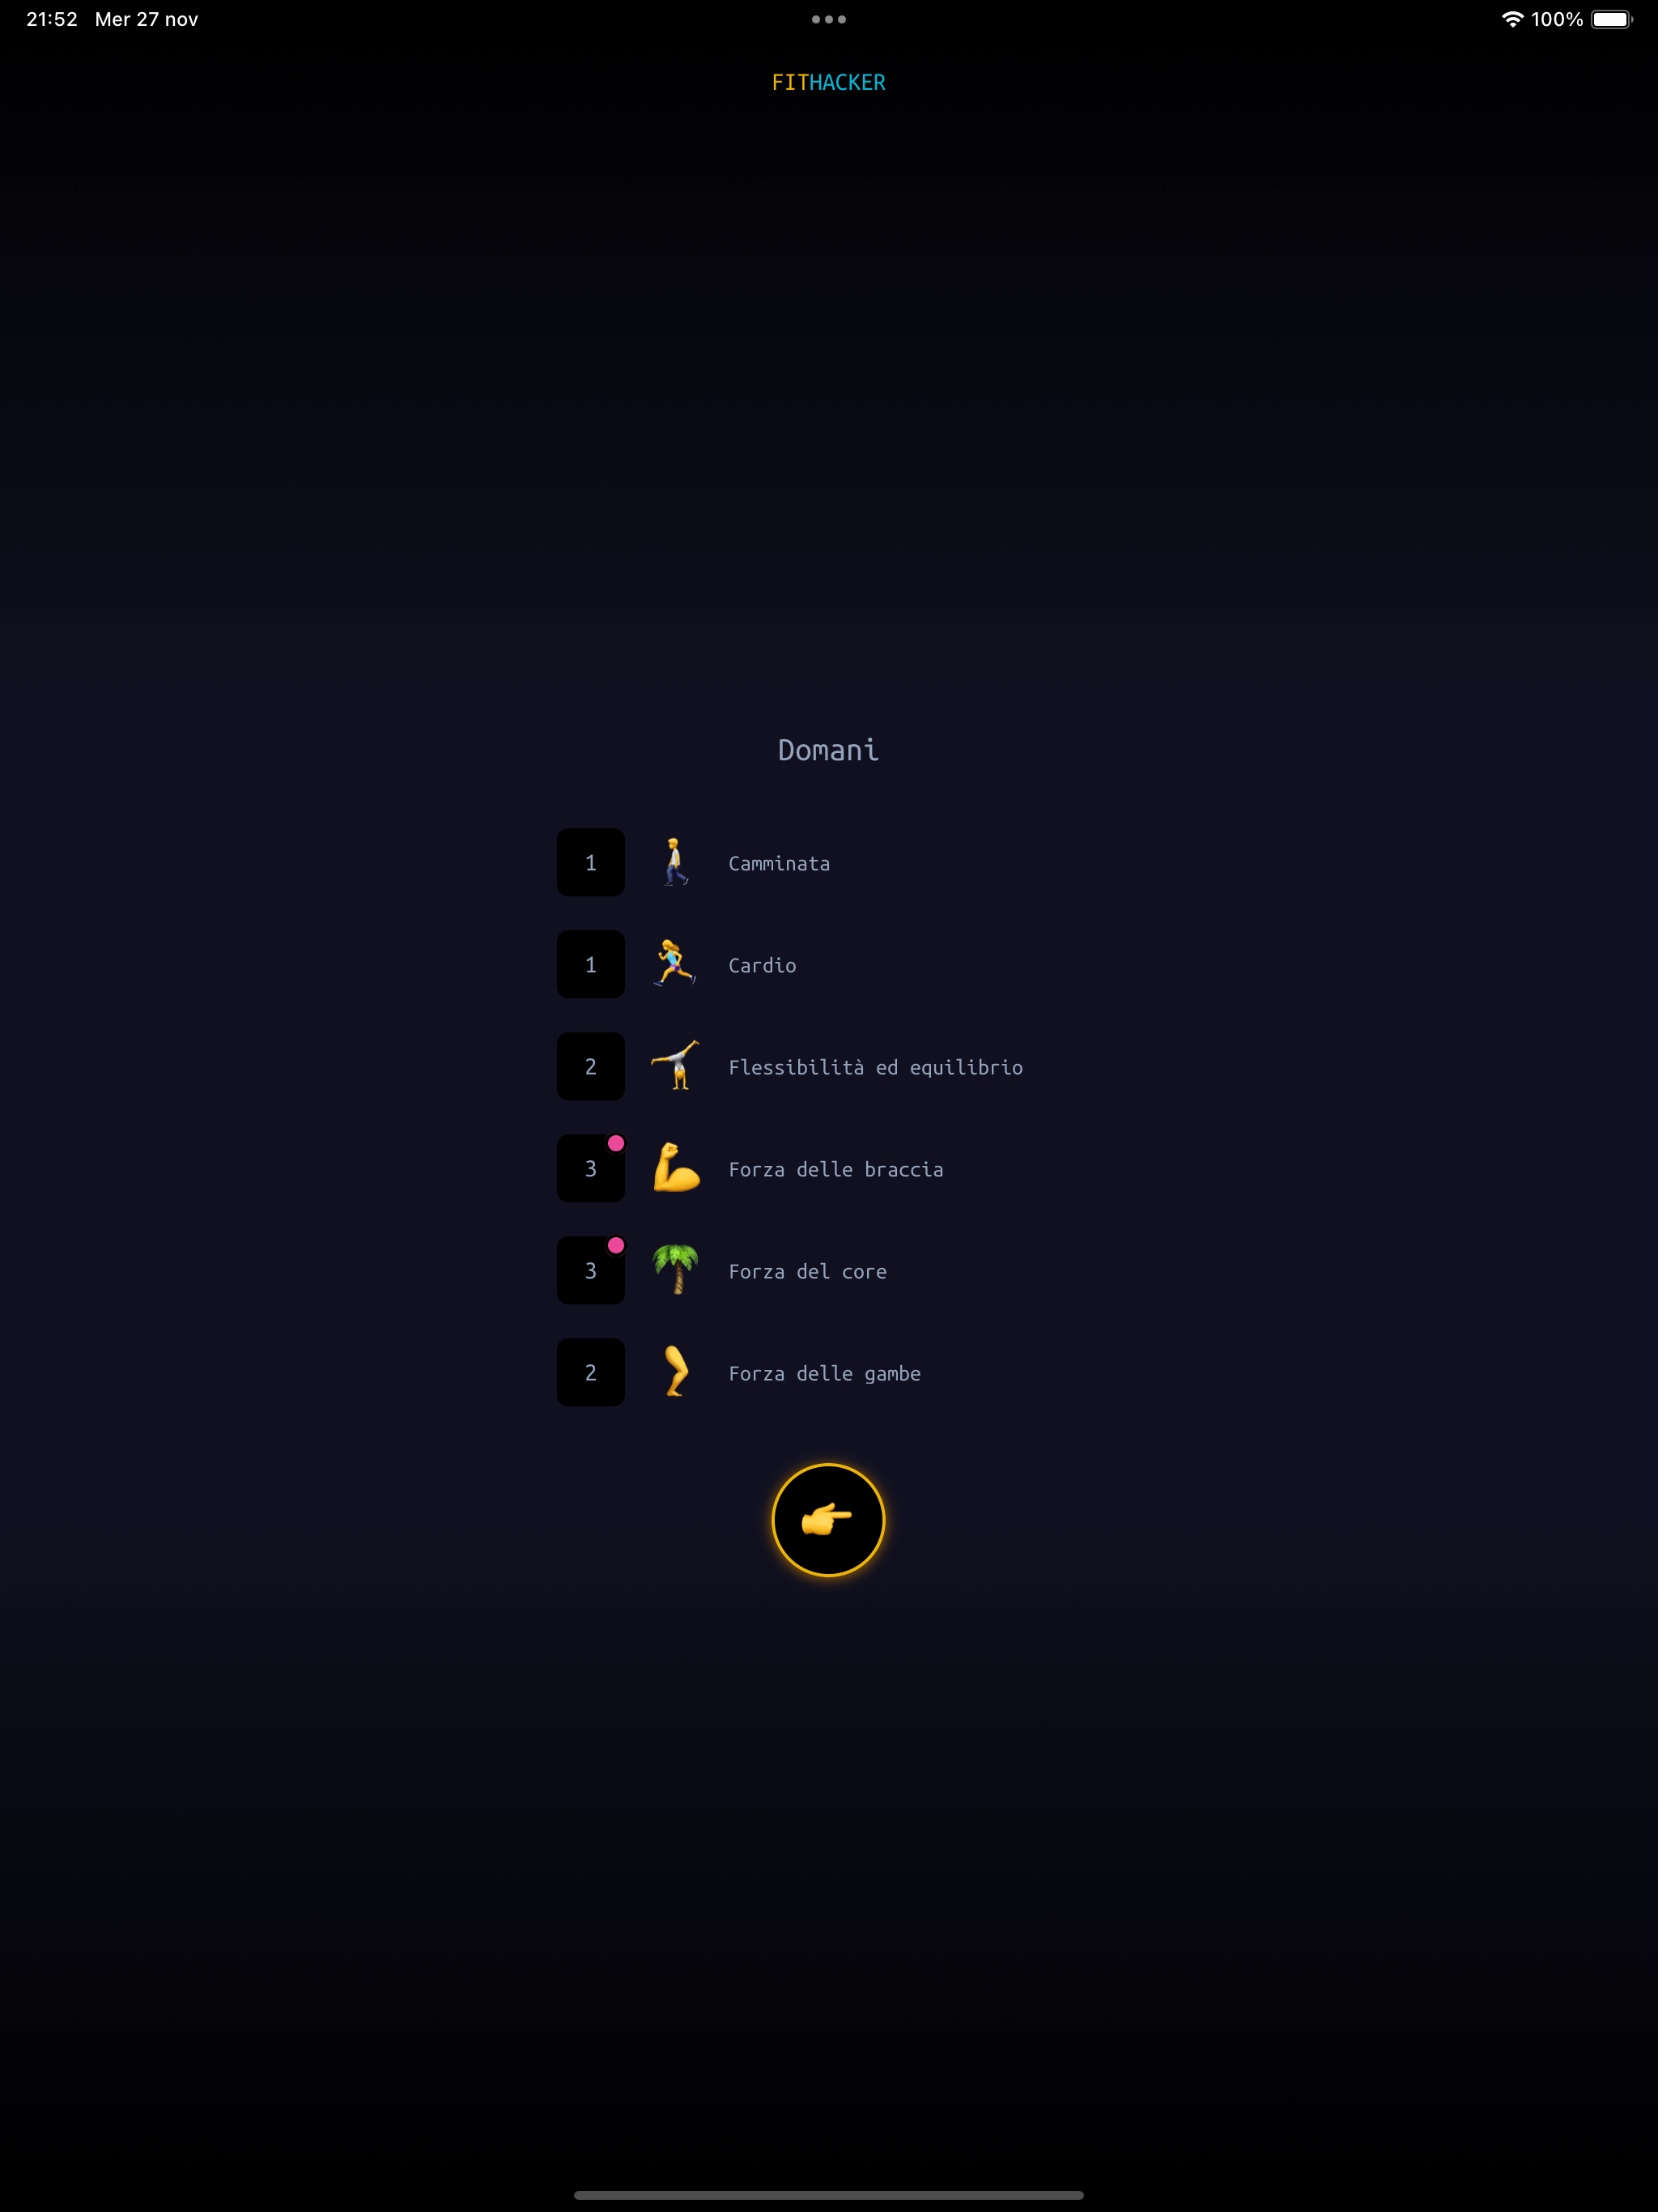 21:52 Mer 27 nov 100%
FITHACKER
Domani
1 Camminata
1 Cardio
2 Flessibilità ed equilibrio
3 Forza delle braccia
3 Forza del core
2 Forza delle gambe